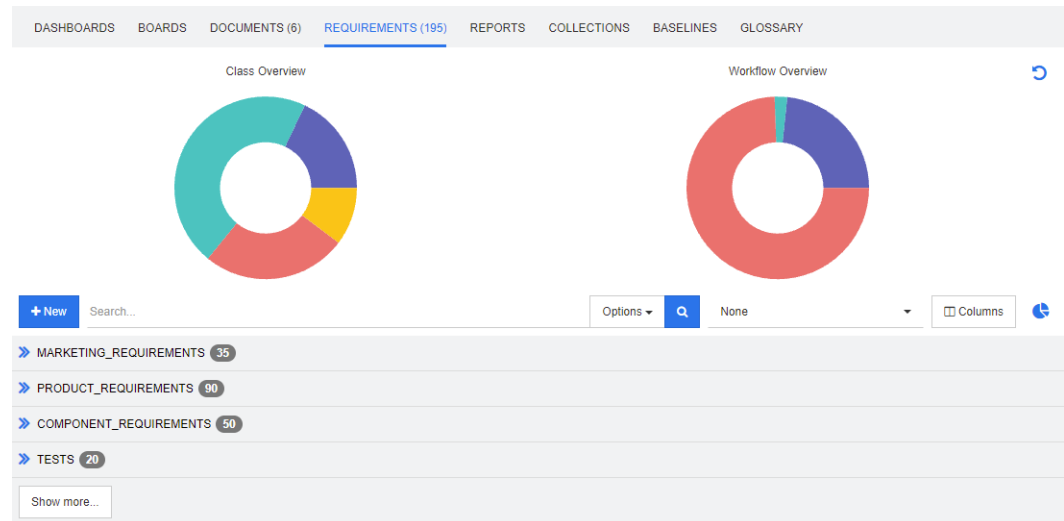 DASHBOARDS BOARDS DOCUMENTS (6) REQUIREMENTS (195) REPORTS COLLECTIONS BASELINES GLOSSARY
Class Overview Workflow Overview
New Search... Options None Columns
MARKETING_REQUIREMENTS 35
PRODUCT_REQUIREMENTS 90
COMPONENT_REQUIREMENTS 50
TESTS 20
Show more...